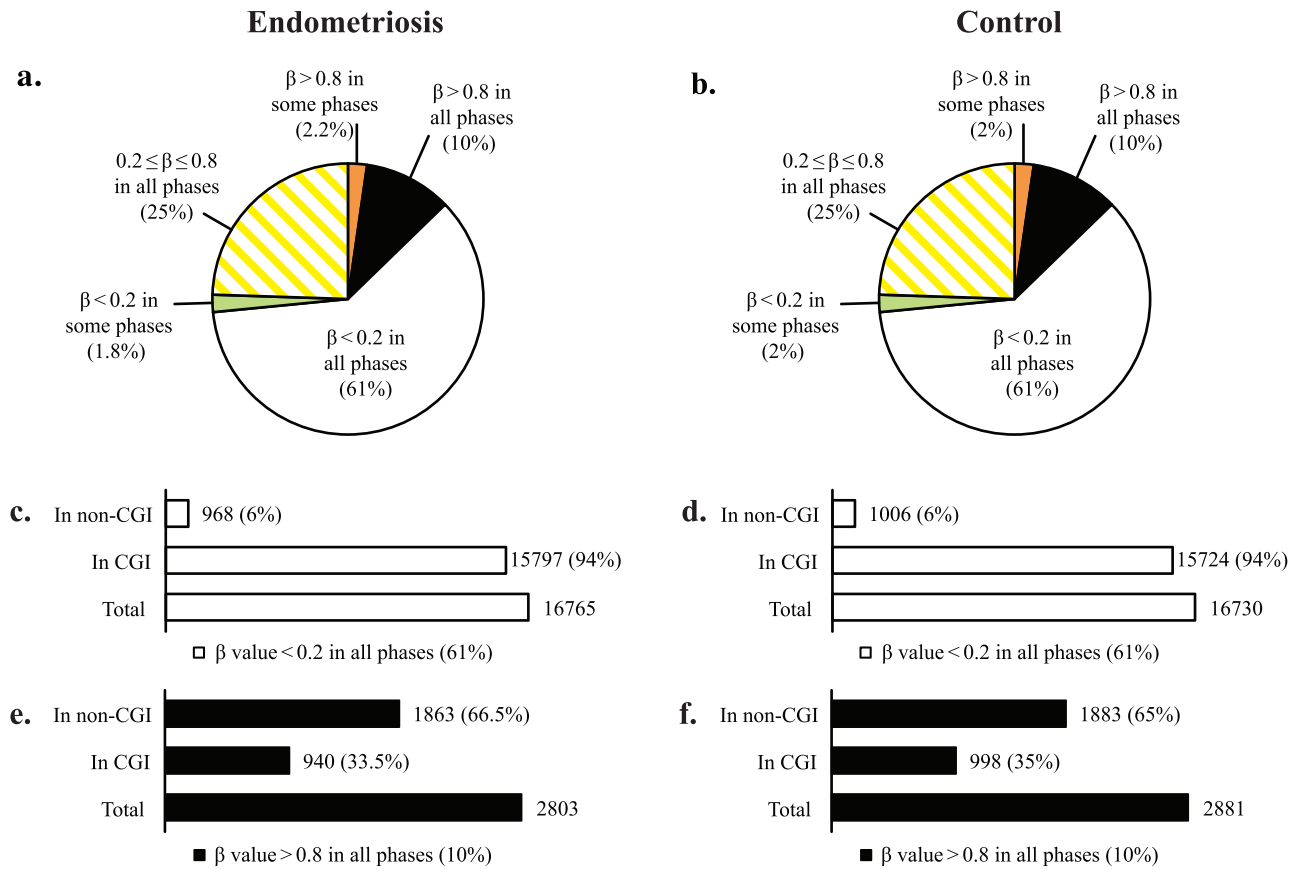 Endometriosis
Control
a.
β > 0.8 in
some phases
(2.2%)
β > 0.8 in
all phases
(10%)
0.2 ≤ β ≤ 0.8
in all phases
(25%)
β < 0.2 in
some phases
(1.8%)
β < 0.2 in
all phases
(61%)
b.
β > 0.8 in
some phases
(2%)
β > 0.8 in
all phases
(10%)
0.2 ≤ β ≤ 0.8
in all phases
(25%)
β < 0.2 in
some phases
(2%)
β < 0.2 in
all phases
(61%)
c.
In non-CGI 968 (6%)
In CGI 15797 (94%)
Total 16765
β value < 0.2 in all phases (61%)
d.
In non-CGI 1006 (6%)
In CGI 15724 (94%)
Total 16730
β value < 0.2 in all phases (61%)
e.
In non-CGI 1863 (66.5%)
In CGI 940 (33.5%)
Total 2803
β value > 0.8 in all phases (10%)
f.
In non-CGI 1883 (65%)
In CGI 998 (35%)
Total 2881
β value > 0.8 in all phases (10%)